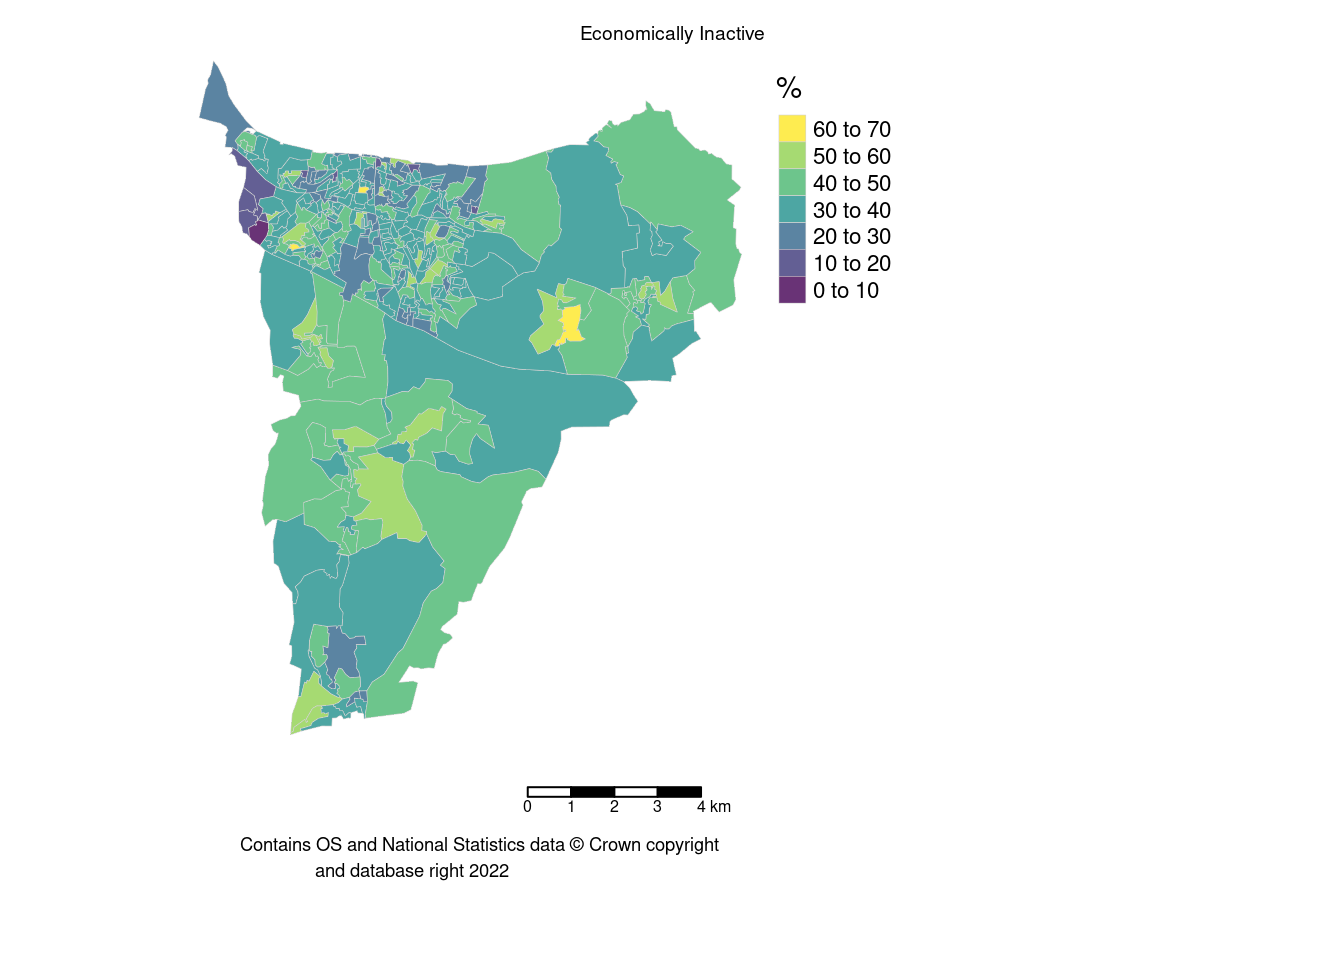 Economically Inactive
%
60 to 70
50 to 60
40 to 50
30 to 40
20 to 30
10 to 20
0 to 10
0 1 2 3 4 km
Contains OS and National Statistics data © Crown copyright
and database right 2022